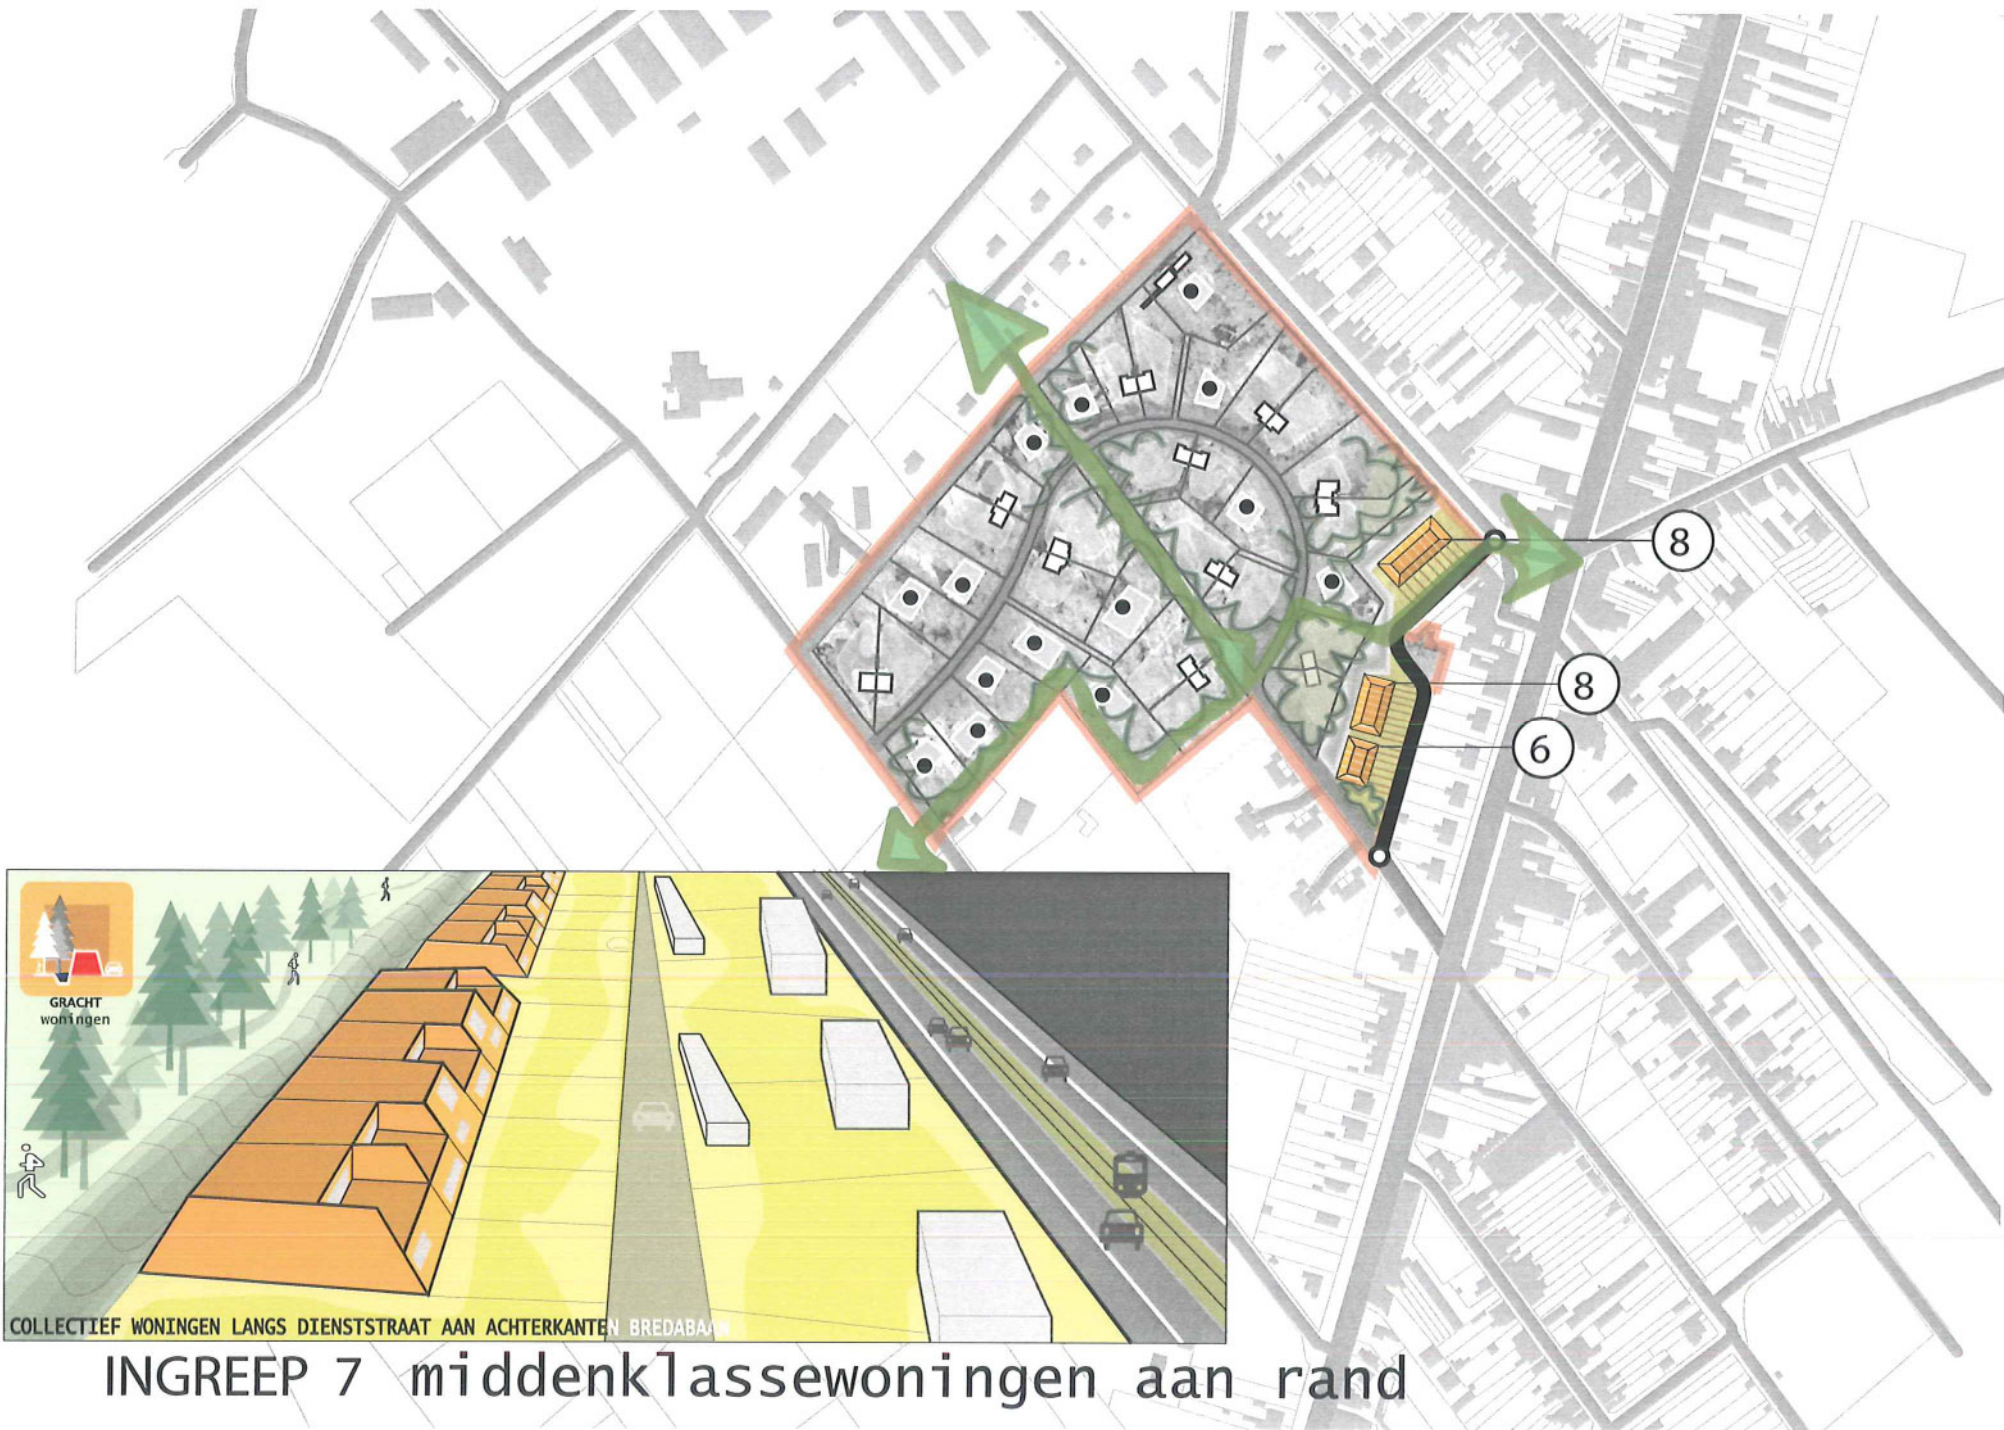 8
8
6
GRACHT
woningen
COLLECTIEF WONINGEN LANGS DIENSTSTRAAT AAN ACHTERKANTEN BREDABAAN
INGREEP 7 middenklassewoningen aan rand